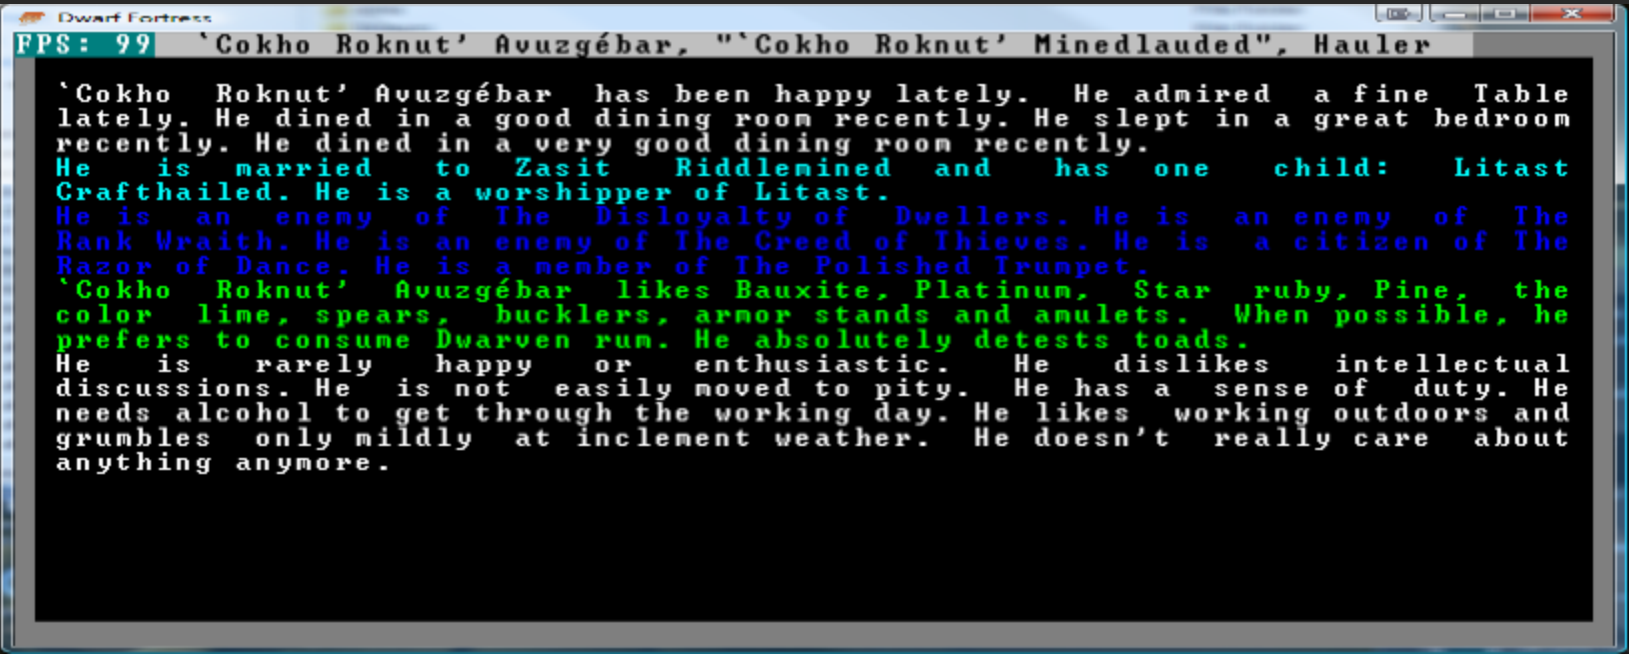 Dwarf Fortress
FPS: 99 `Cokho Roknut' Avuzgébar, "`Cokho Roknut' Minedlauded", Hauler
`Cokho Roknut' Avuzgébar has been happy lately. He admired a fine Table
lately. He dined in a good dining room recently. He slept in a great bedroom
recently. He dined in a very good dining room recently.
He is married to Zasit Riddlemined and has one child: Litast
Crafthailed. He is a worshipper of Litast.
He is an enemy of The Disloyalty of Dwellers. He is an enemy of The
Rank Wraith. He is an enemy of The Creed of Thieves. He is a citizen of The
Razor of Dance. He is a member of The Polished Trumpet.
`Cokho Roknut' Avuzgébar likes Bauxite, Platinum, Star ruby, Pine, the
color lime, spears, bucklers, armor stands and amulets. When possible, he
prefers to consume Dwarven rum. He absolutely detests toads.
He is rarely happy or enthusiastic. He dislikes intellectual
discussions. He is not easily moved to pity. He has a sense of duty. He
needs alcohol to get through the working day. He likes working outdoors and
grumbles only mildly at inclement weather. He doesn't really care about
anything anymore.